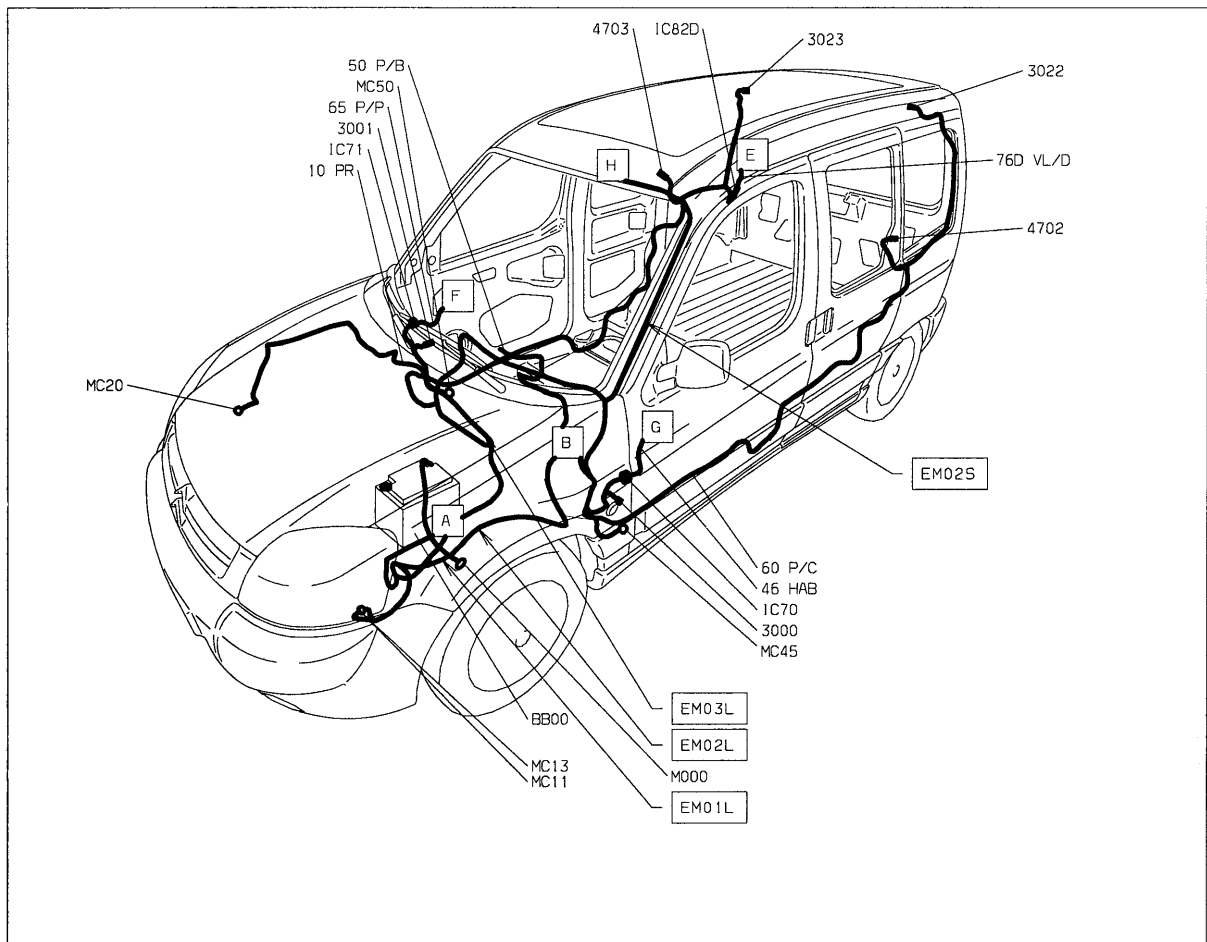 4703
IC82D
3023
3022
50 P/B
MC50
65 P/P
3001
IC71
10 PR
H
E
76D VL/D
4702
F
MC20
G
B
EM02S
A
60 P/C
46 HAB
IC70
3000
MC45
EM03L
BB00
EM02L
MC13
MC11
M000
EM01L